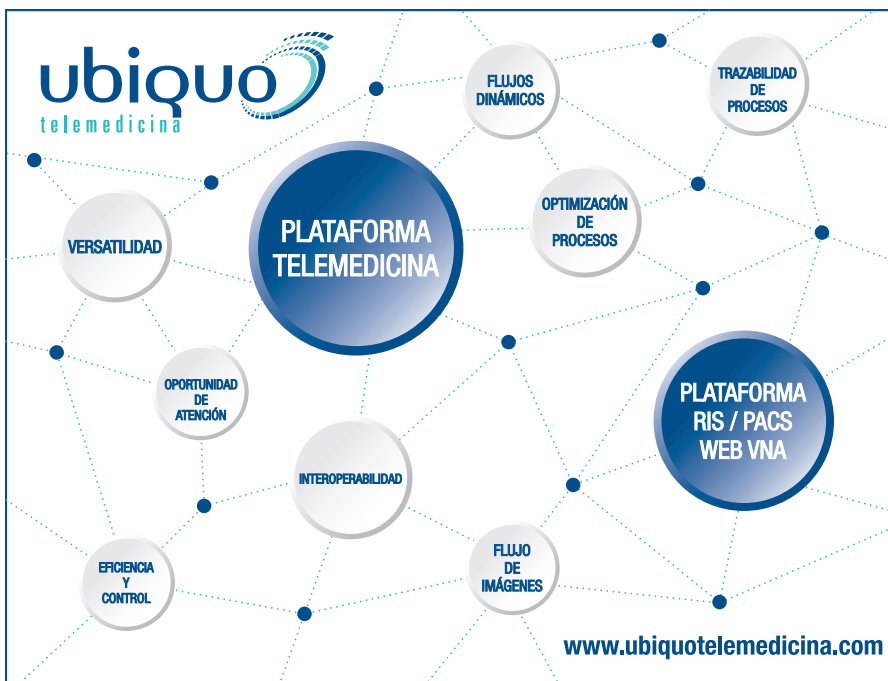 ubiquo
telemedicina
FLUJOS
DINÁMICOS
TRAZABILIDAD
DE
PROCESOS
OPTIMIZACIÓN
DE
PROCESOS
PLATAFORMA
TELEMEDICINA
VERSATILIDAD
OPORTUNIDAD
DE
ATENCIÓN
PLATAFORMA
RIS / PACS
WEB VNA
INTEROPERABILIDAD
EFICIENCIA
Y
CONTROL
FLUJO
DE
IMÁGENES
www.ubiquotelemedicina.com